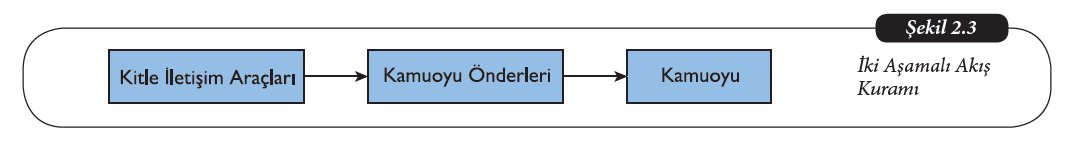 Şekil 2.3
Kitle İletişim Araçları
Kamuoyu Önderleri
Kamuoyu
İki Aşamalı Akış
Kuramı